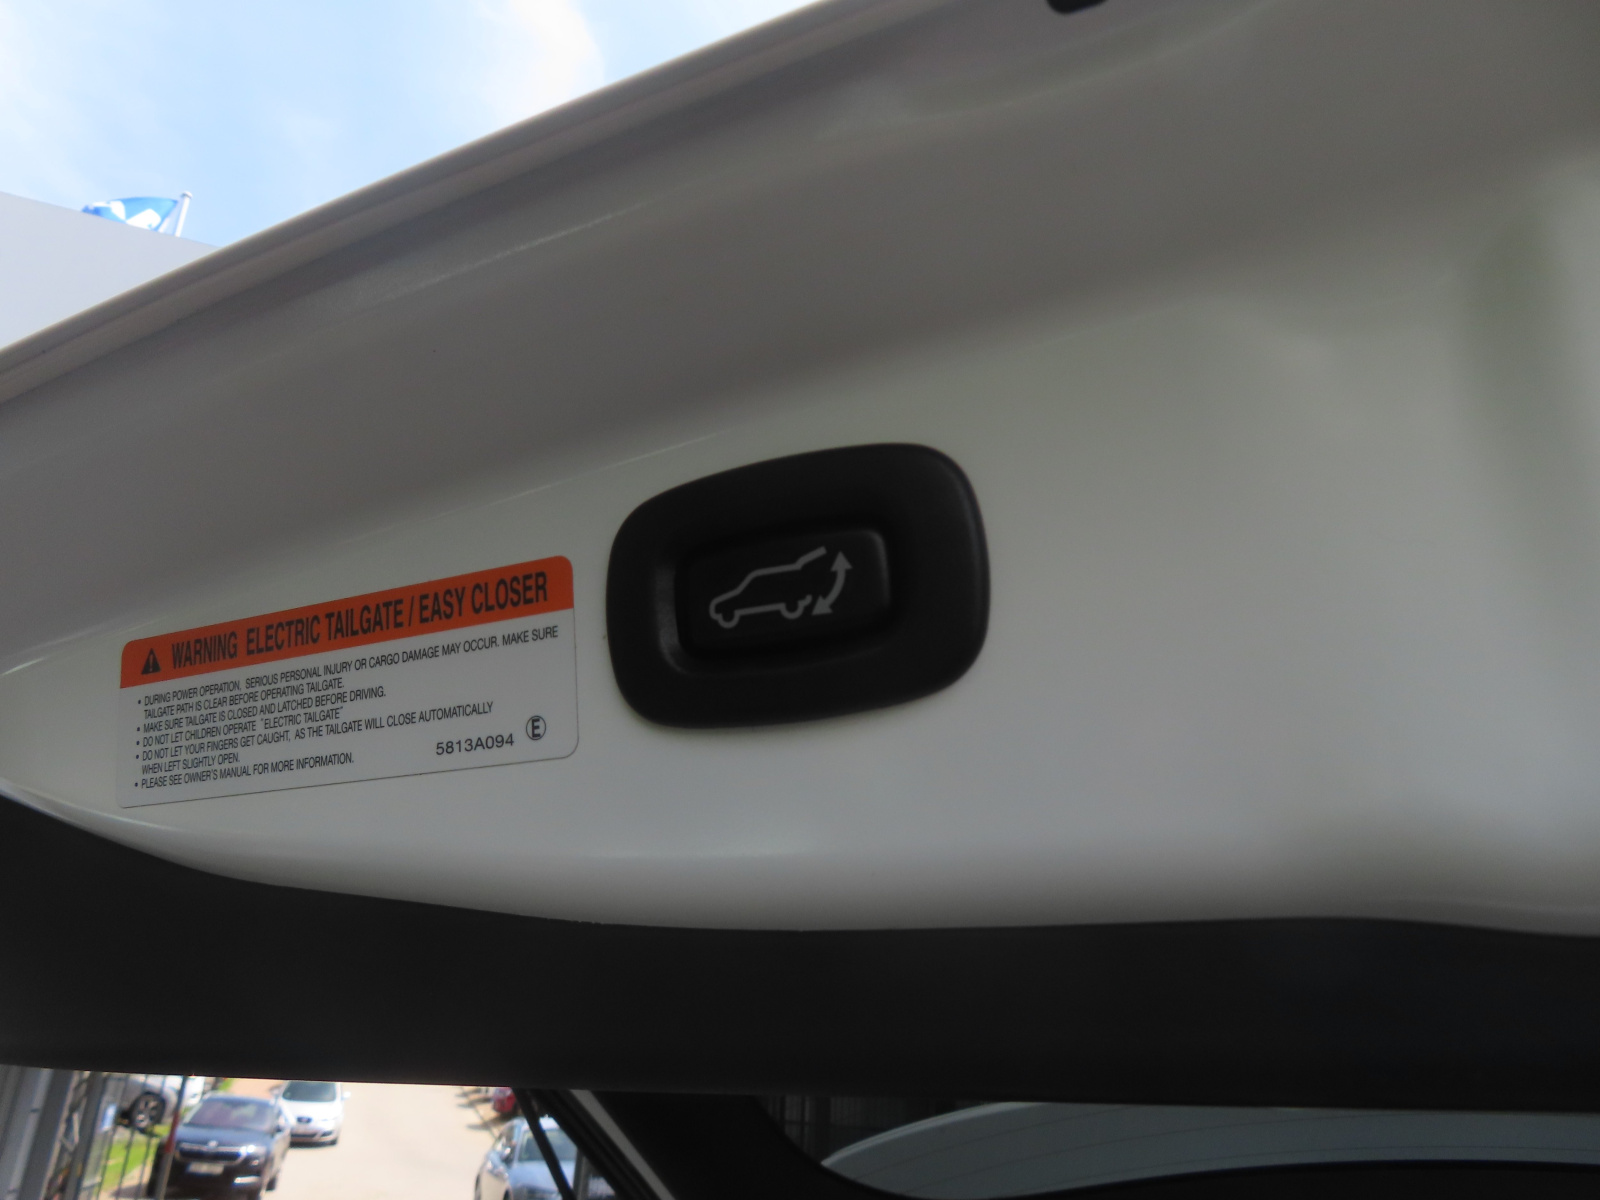 WARNING ELECTRIC TAILGATE / EASY CLOSER
• DURING POWER OPERATION, SERIOUS PERSONAL INJURY OR CARGO DAMAGE MAY OCCUR. MAKE SURE
TAILGATE PATH IS CLEAR BEFORE OPERATING TAILGATE.
• MAKE SURE TAILGATE IS CLOSED AND LATCHED BEFORE DRIVING.
• DO NOT LET CHILDREN OPERATE "ELECTRIC TAILGATE"
• DO NOT LET YOUR FINGERS GET CAUGHT, AS THE TAILGATE WILL CLOSE AUTOMATICALLY
WHEN LEFT SLIGHTLY OPEN.
• PLEASE SEE OWNER'S MANUAL FOR MORE INFORMATION.
5813A094 Ⓔ